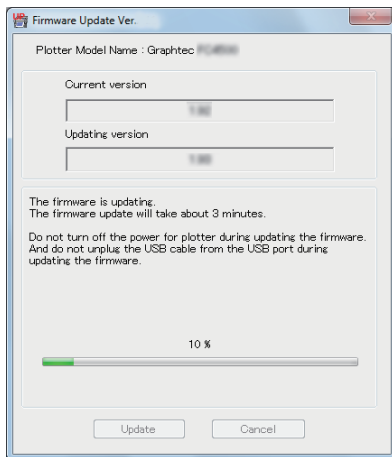 Firmware Update Ver.
Plotter Model Name : Graphtec
Current version
Updating version
The firmware is updating.
The firmware update will take about 3 minutes.
Do not turn off the power for plotter during updating the firmware.
And do not unplug the USB cable from the USB port during
updating the firmware.
10 %
Update
Cancel